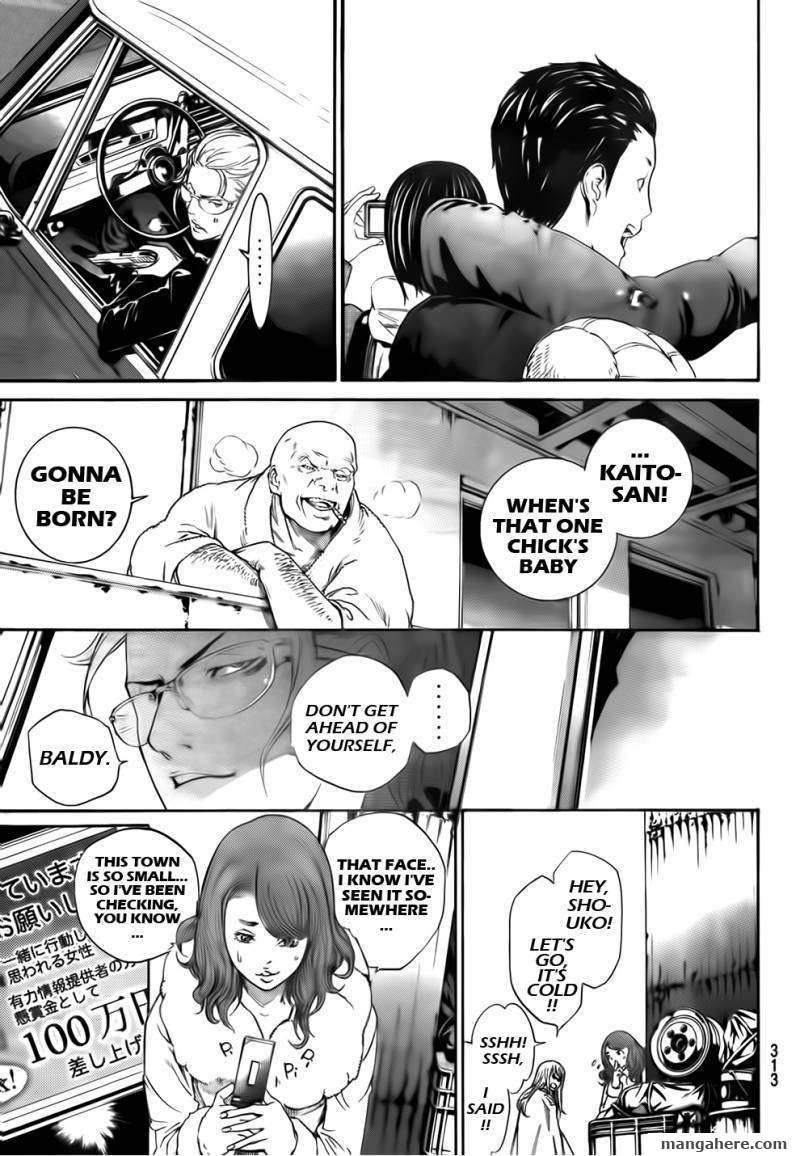 ......
...
KAITO-
SAN!
WHEN'S
THAT ONE
CHICK'S
BABY
GONNA
BE
BORN?
......
DON'T GET
AHEAD OF
YOURSELF,
BALDY.
HEY,
SHO-
UKO!
LET'S
GO,
IT'S
COLD
!!
SSHH!
SSSH,
I
SAID
!!
THAT FACE..
I KNOW I'VE
SEEN IT SO-
MEWHERE
...
THIS TOWN
IS SO SMALL...
SO I'VE BEEN
CHECKING,
YOU KNOW
...
ています
お願いし
一緒に行動し
思われる女性
有力情報提供者の方
懸賞金として
100万円
差し上げ
313
mangahere.com